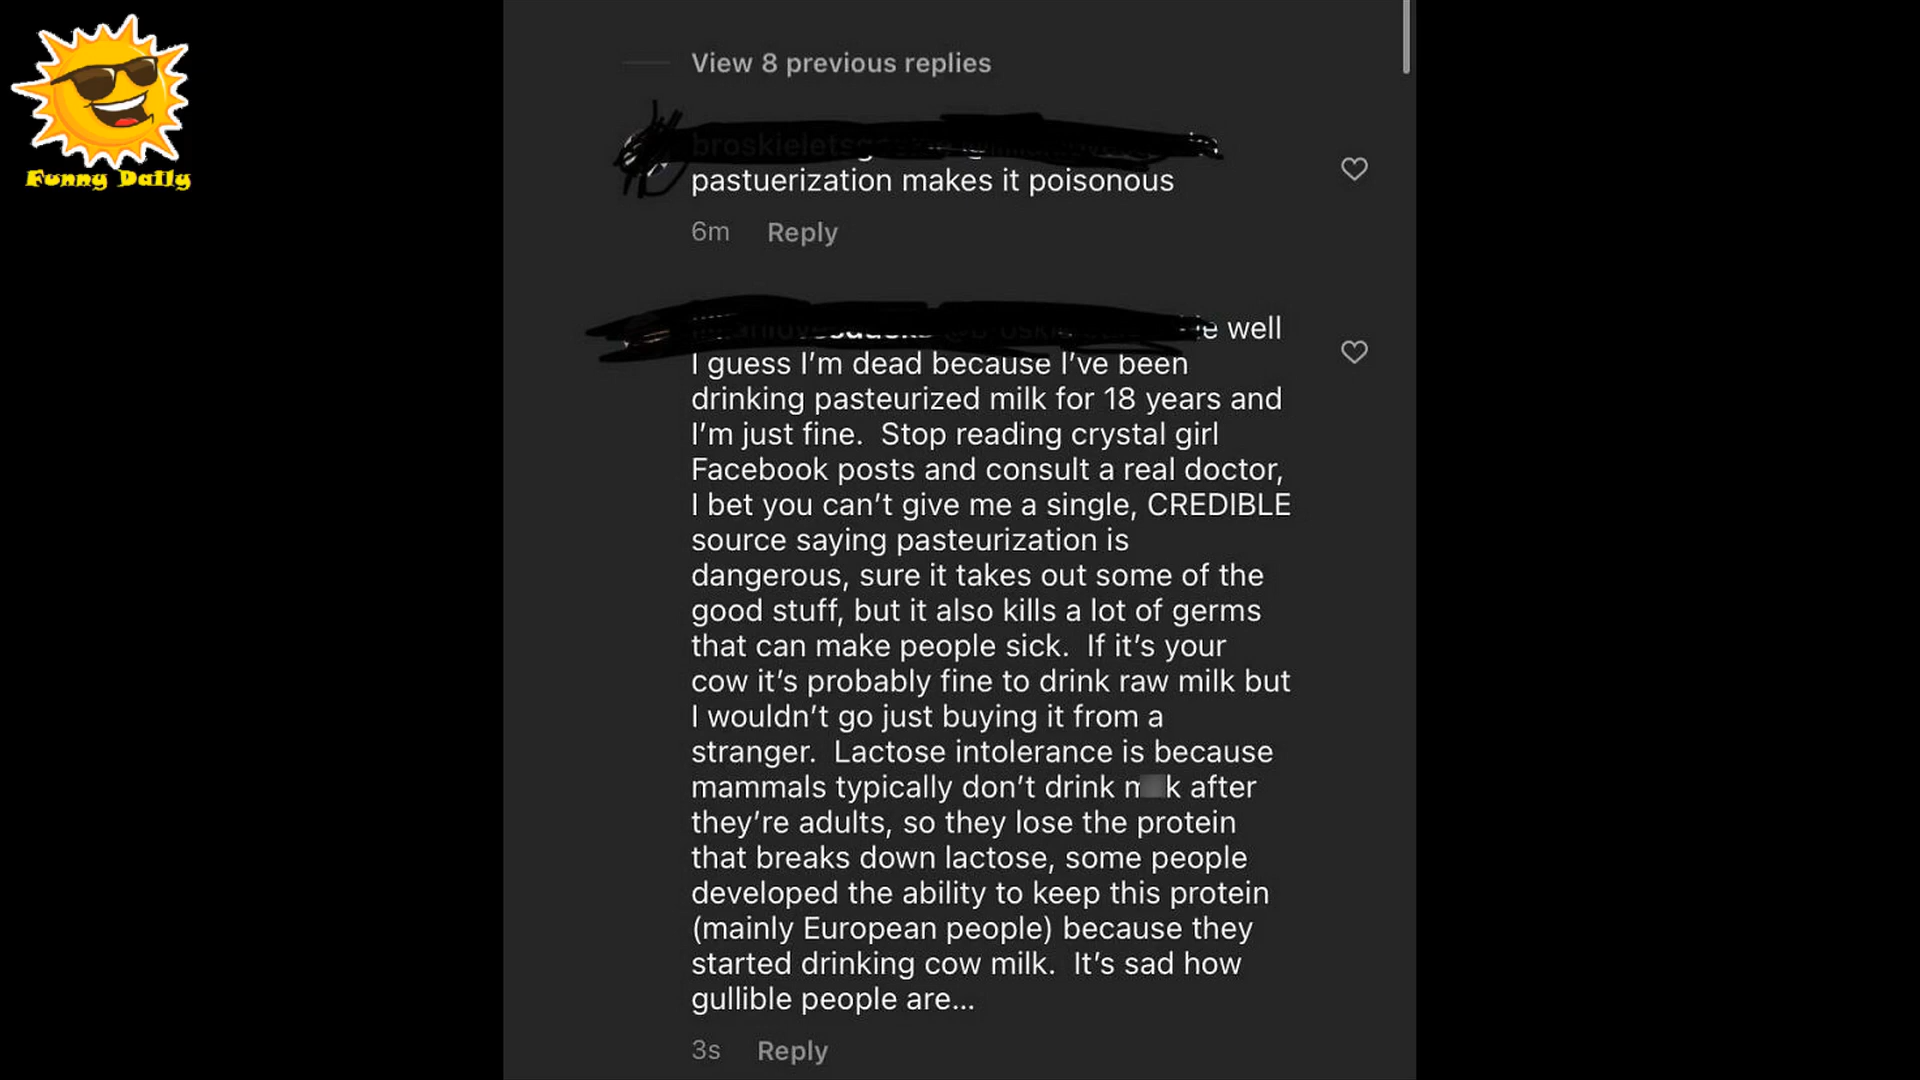 Funny Daily
View 8 previous replies
pastuerization makes it poisonous
6m Reply
well
I guess I’m dead because I’ve been
drinking pasteurized milk for 18 years and
I’m just fine.  Stop reading crystal girl
Facebook posts and consult a real doctor,
I bet you can’t give me a single, CREDIBLE
source saying pasteurization is
dangerous, sure it takes out some of the
good stuff, but it also kills a lot of germs
that can make people sick.  If it’s your
cow it’s probably fine to drink raw milk but
I wouldn’t go just buying it from a
stranger.  Lactose intolerance is because
mammals typically don’t drink after
they’re adults, so they lose the protein
that breaks down lactose, some people
developed the ability to keep this protein
(mainly European people) because they
started drinking cow milk.  It’s sad how
gullible people are...
3s Reply